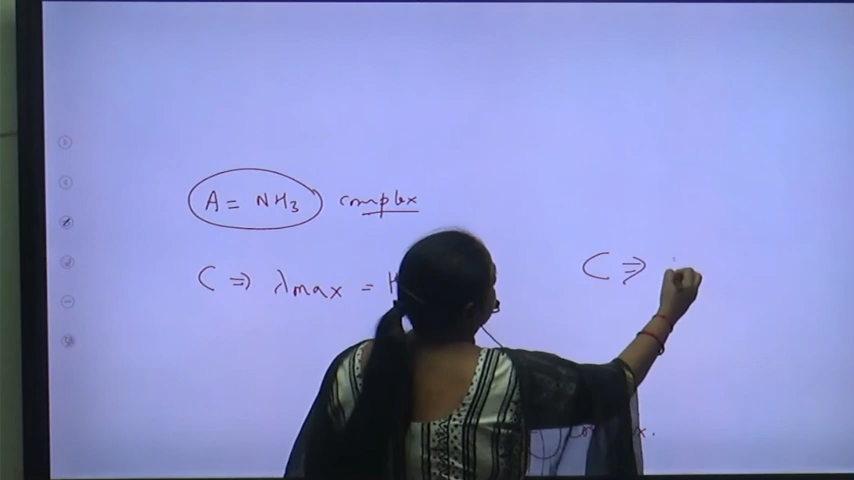 A = NH3 complex
C ⇒ λmax =
C ⇒